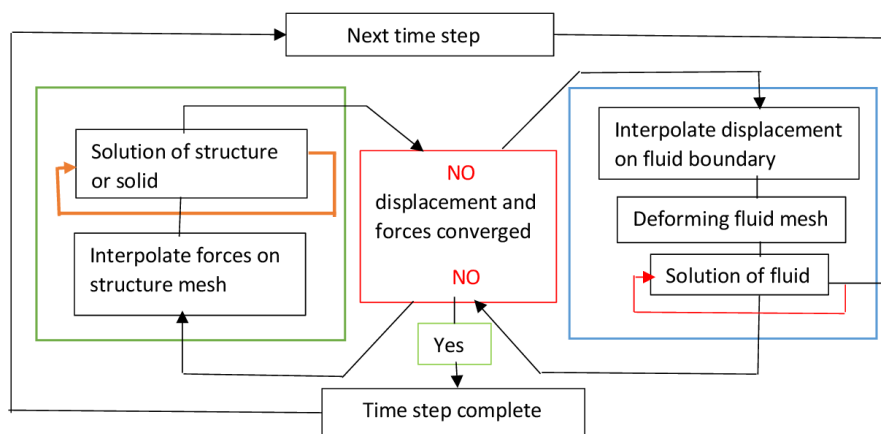 Next time step
Solution of structure
or solid
Interpolate forces on
structure mesh
NO
displacement and
forces converged
NO
Yes
Time step complete
Interpolate displacement
on fluid boundary
Deforming fluid mesh
Solution of fluid